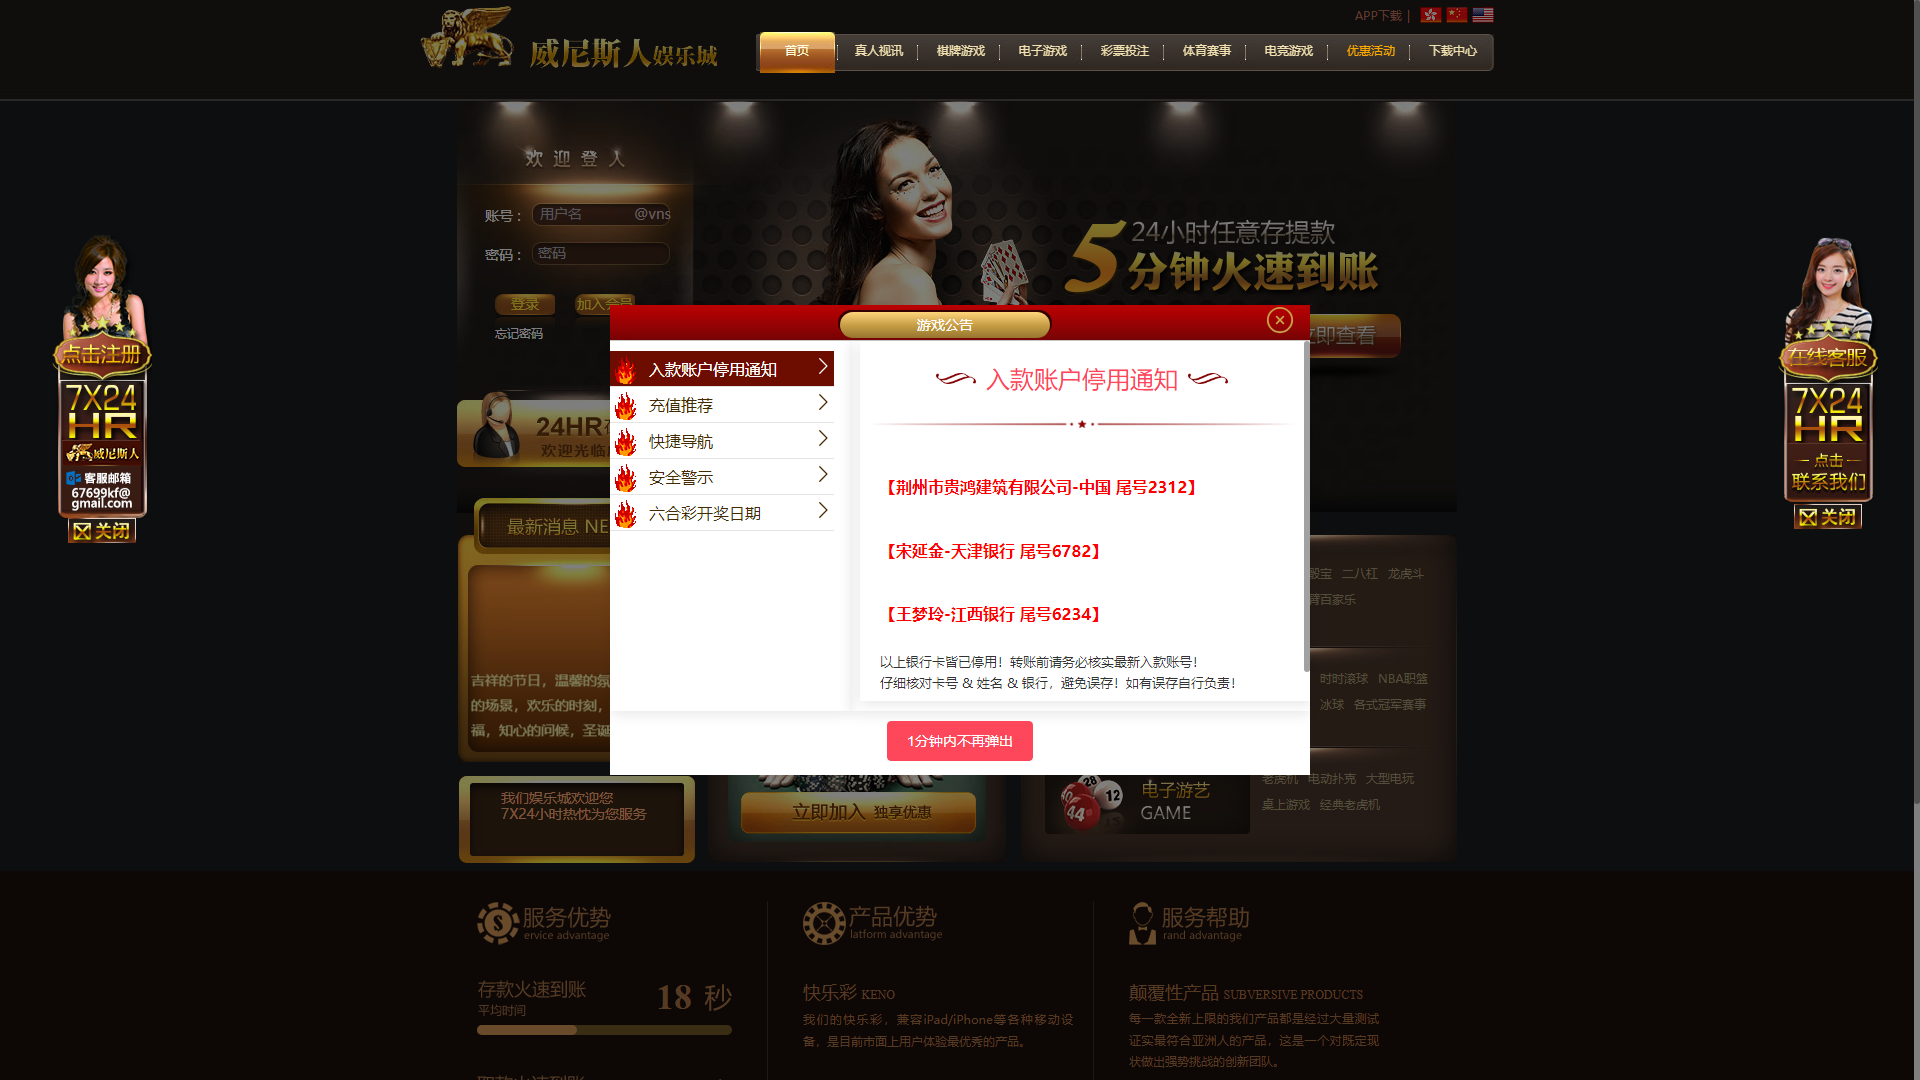 威尼斯人娱乐城
APP下载 |
首页
真人视讯
棋牌游戏
电子游戏
彩票投注
体育赛事
电竞游戏
优惠活动
下载中心
欢迎登入
账号：
用户名
@vns
密码：
密码
登录
加入会员
忘记密码
24小时任意存提款
5分钟火速到账
立即查看
点击注册
7X24
HR
威尼斯人
客服邮箱
67699kf@
gmail.com
关闭
在线客服
7X24
HR
点击
联系我们
关闭
24HR
欢迎光临
最新消息 NE
吉祥的节日，温馨的氛
的场景，欢乐的时刻，
福，知心的问候，圣诞
游戏公告
入款账户停用通知
充值推荐
快捷导航
安全警示
六合彩开奖日期
入款账户停用通知
【荆州市贵鸿建筑有限公司-中国 尾号2312】
【宋延金-天津银行 尾号6782】
【王梦玲-江西银行 尾号6234】
以上银行卡皆已停用！转账前请务必核实最新入款账号！
仔细核对卡号 & 姓名 & 银行，避免误存！如有误存自行负责！
1分钟内不再弹出
骰宝 二八杠 龙虎斗
百家乐
时时滚球 NBA职篮
冰球 各式冠军赛事
老虎机 电动扑克 大型电玩
桌上游戏 经典老虎机
28
12
44
电子游艺
GAME
我们娱乐城欢迎您
7X24小时热忱为您服务
立即加入 独享优惠
服务优势
ervice advantage
产品优势
latform advantage
服务帮助
rand advantage
存款火速到账
平均时间
18 秒
快乐彩 KENO
我们的快乐彩，兼容iPad/iPhone等各种移动设
备，是目前市面上用户体验最优秀的产品。
颠覆性产品 SUBVERSIVE PRODUCTS
每一款全新上限的我们产品都是经过大量测试
证实最符合亚洲人的产品，这是一个对既定现
状做出强势挑战的创新团队。